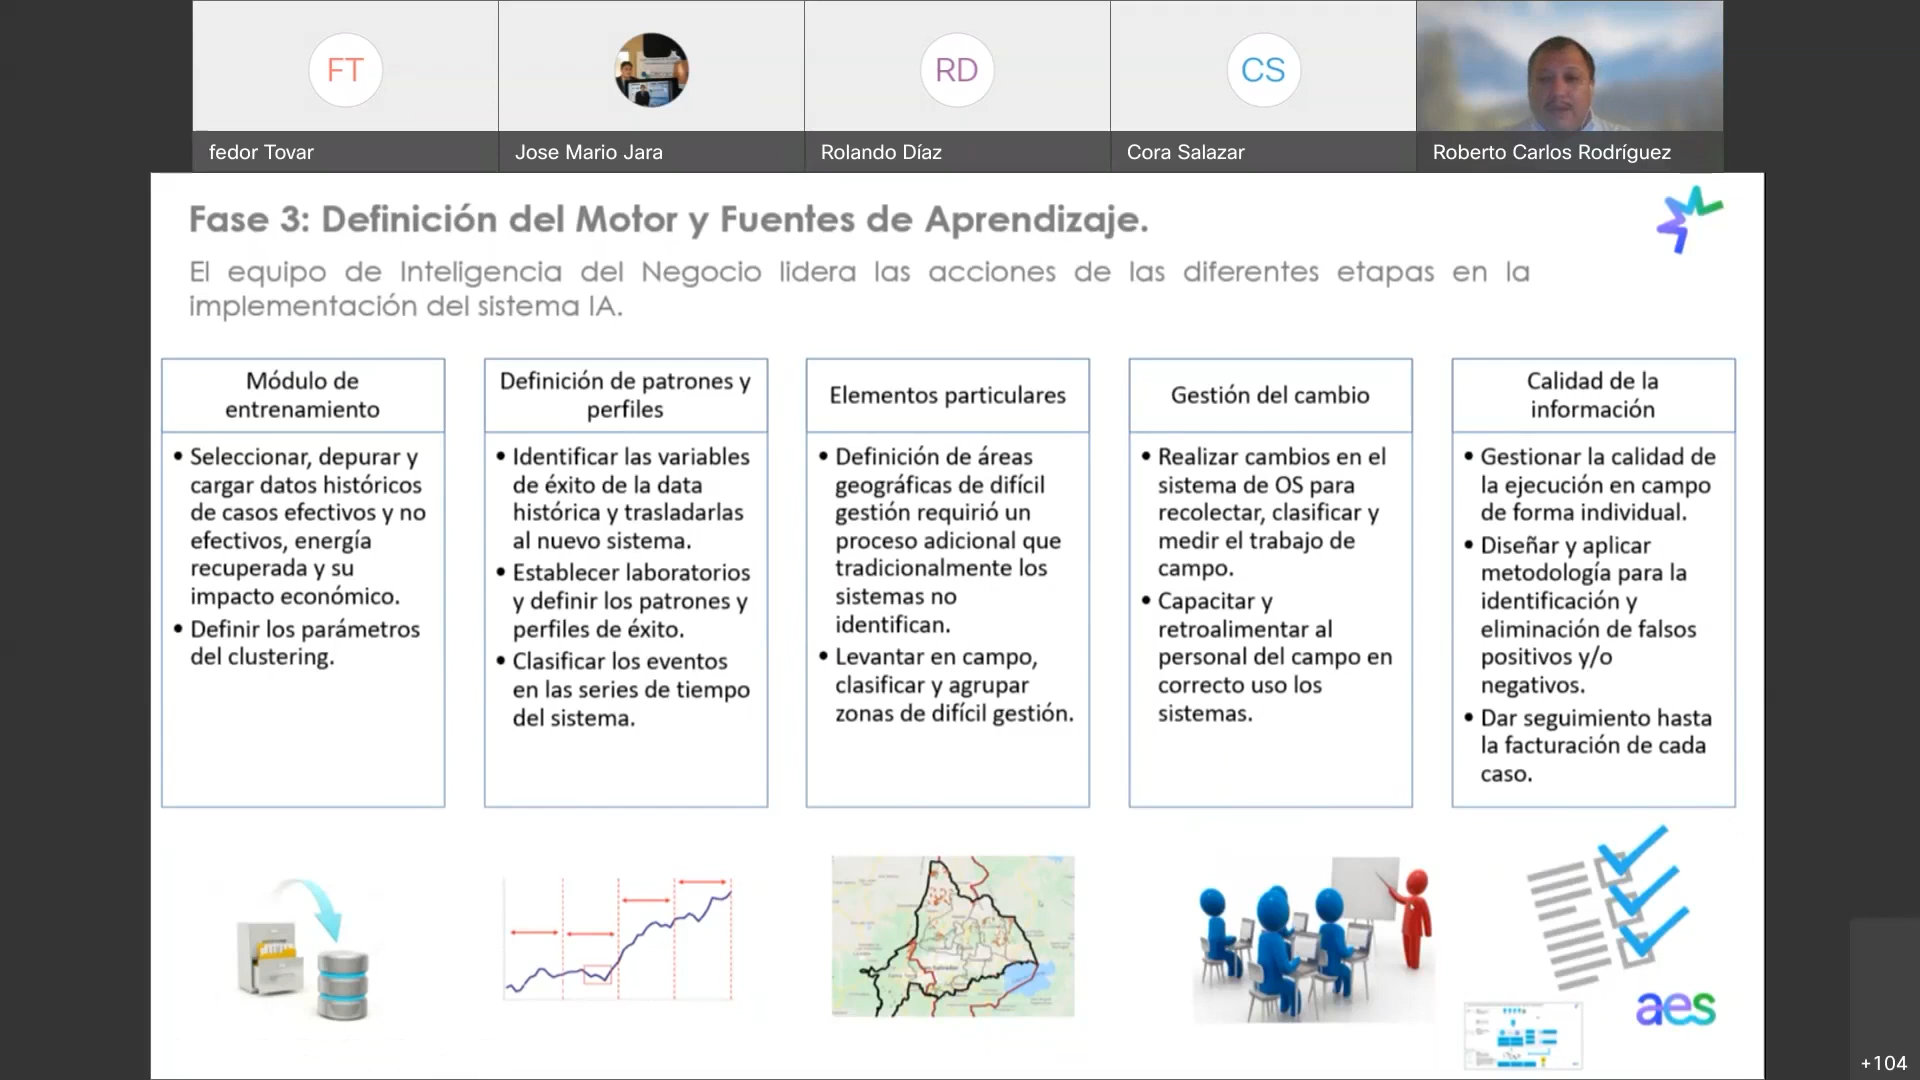 FT
RD
CS
fedor Tovar
Jose Mario Jara
Rolando Díaz
Cora Salazar
Roberto Carlos Rodríguez
Fase 3: Definición del Motor y Fuentes de Aprendizaje.
El equipo de Inteligencia del Negocio lidera las acciones de las diferentes etapas en la
implementación del sistema IA.
Módulo de
entrenamiento
• Seleccionar, depurar y
cargar datos históricos
de casos efectivos y no
efectivos, energía
recuperada y su
impacto económico.
• Definir los parámetros
del clustering.
Definición de patrones y
perfiles
• Identificar las variables
de éxito de la data
histórica y trasladarlas
al nuevo sistema.
• Establecer laboratorios
y definir los patrones y
perfiles de éxito.
• Clasificar los eventos
en las series de tiempo
del sistema.
Elementos particulares
• Definición de áreas
geográficas de difícil
gestión requirió un
proceso adicional que
tradicionalmente los
sistemas no
identifican.
• Levantar en campo,
clasificar y agrupar
zonas de difícil gestión.
Gestión del cambio
• Realizar cambios en el
sistema de OS para
recolectar, clasificar y
medir el trabajo de
campo.
• Capacitar y
retroalimentar al
personal del campo en
correcto uso los
sistemas.
Calidad de la
información
• Gestionar la calidad de
la ejecución en campo
de forma individual.
• Diseñar y aplicar
metodología para la
identificación y
eliminación de falsos
positivos y/o
negativos.
• Dar seguimiento hasta
la facturación de cada
caso.
aes
+104